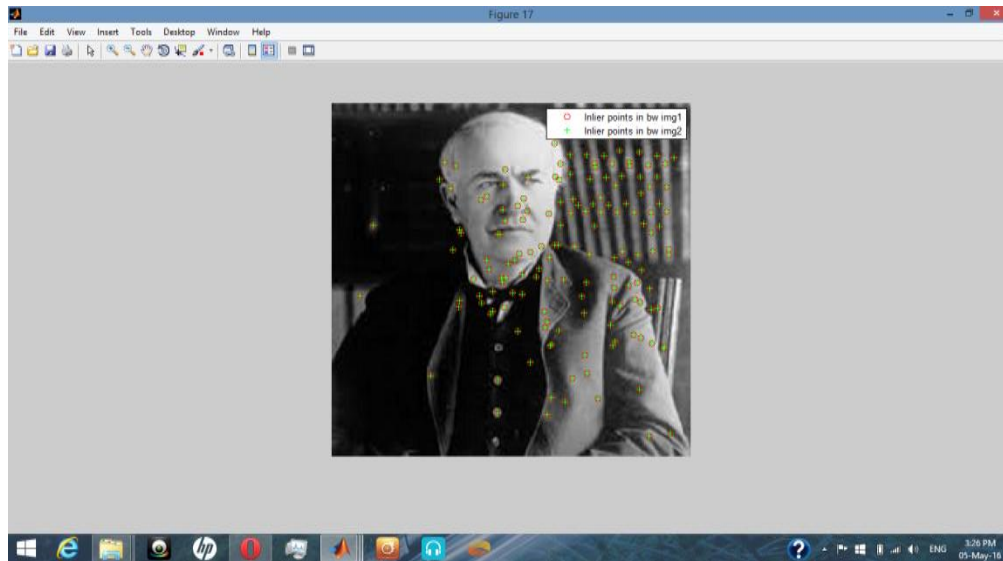 Figure 17
File Edit View Insert Tools Desktop Window Help
Inlier points in bw img1
Inlier points in bw img2
hp
?
ENG
3:26 PM
05-May-16